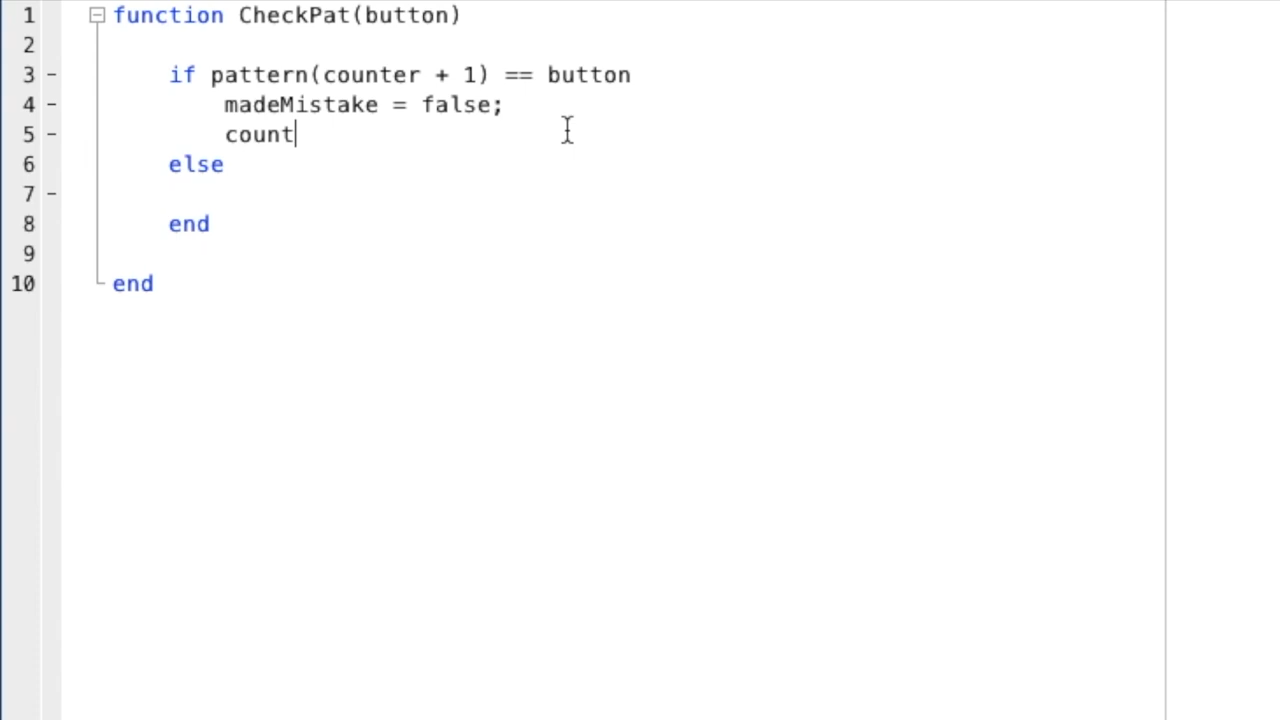 1 function CheckPat(button)
2
3 - if pattern(counter + 1) == button
4 - madeMistake = false;
5 - count
6 else
7 -
8 end
9
10 end